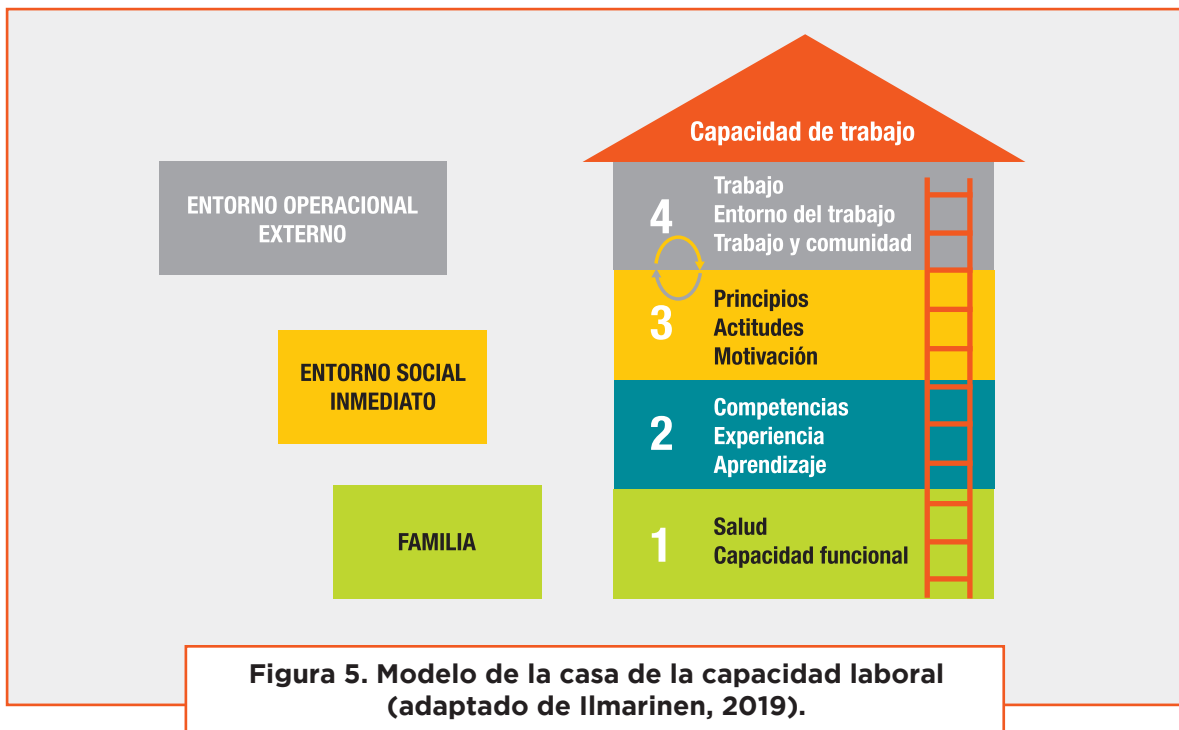 Capacidad de trabajo
ENTORNO OPERACIONAL
EXTERNO
4
Trabajo
Entorno del trabajo
Trabajo y comunidad
ENTORNO SOCIAL
INMEDIATO
3
Principios
Actitudes
Motivación
2
Competencias
Experiencia
Aprendizaje
FAMILIA
1
Salud
Capacidad funcional
Figura 5. Modelo de la casa de la capacidad laboral
(adaptado de Ilmarinen, 2019).